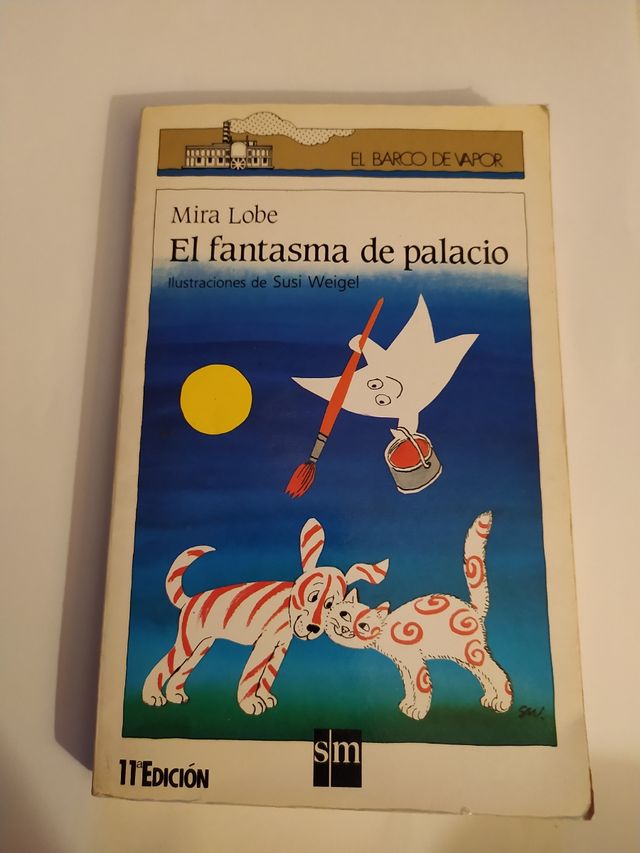 EL BARCO DE VAPOR
Mira Lobe
El fantasma de palacio
Ilustraciones de Susi Weigel
SW.
sm
11ª EDICIÓN